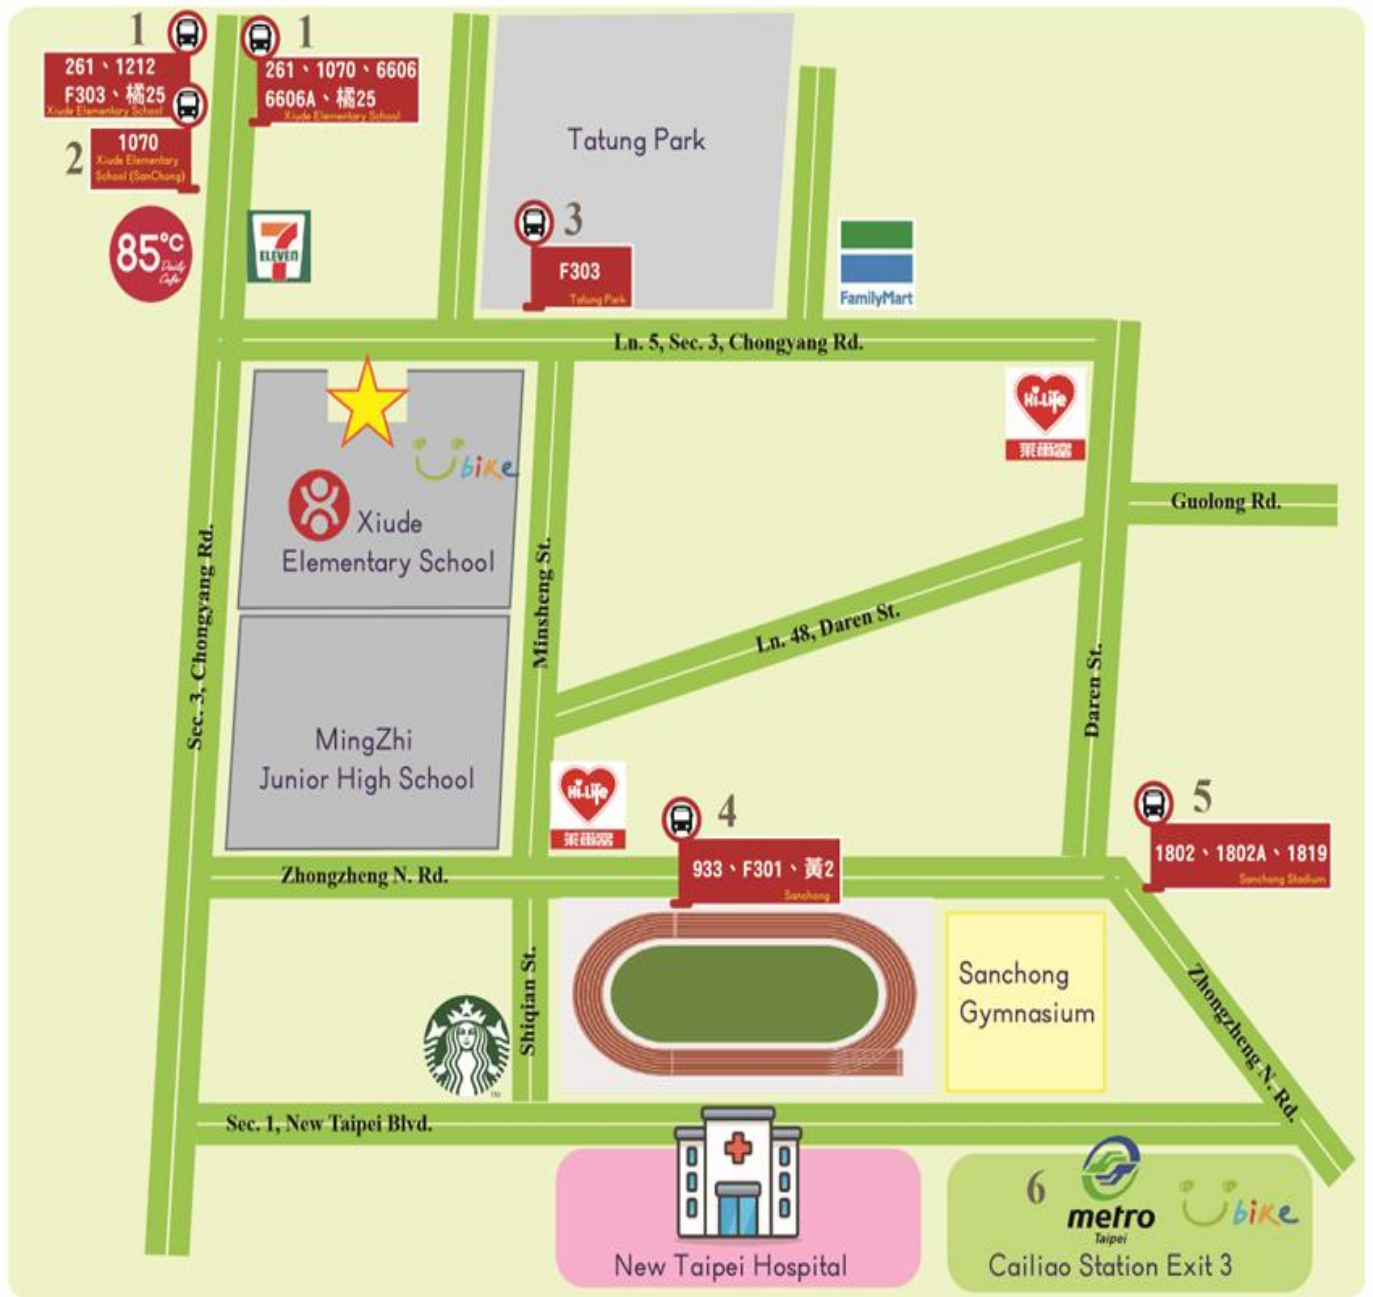 1
261、1212
F303、橘25
Xiude Elementary School
1
261、1070、6606
6606A、橘25
Xiude Elementary School
2
1070
Xiude Elementary
School (SanChong)
85°C
Daily
Cafe
7
ELEVEN
Tatung Park
3
F303
Tatung Park
FamilyMart
Ln. 5, Sec. 3, Chongyang Rd.
Hi-Life
萊爾富
Ubike
Xiude
Elementary School
Guolong Rd.
Sec. 3, Chongyang Rd.
Minsheng St.
Ln. 48, Daren St.
Daren St.
MingZhi
Junior High School
Hi-Life
萊爾富
4
933、F301、黃2
Sanchong
5
1802、1802A、1819
Sanchong Stadium
Zhongzheng N. Rd.
Shiqian St.
Sanchong
Gymnasium
Zhongzheng N. Rd.
TM
Sec. 1, New Taipei Blvd.
New Taipei Hospital
6
metro
Taipei
Ubike
Cailiao Station Exit 3